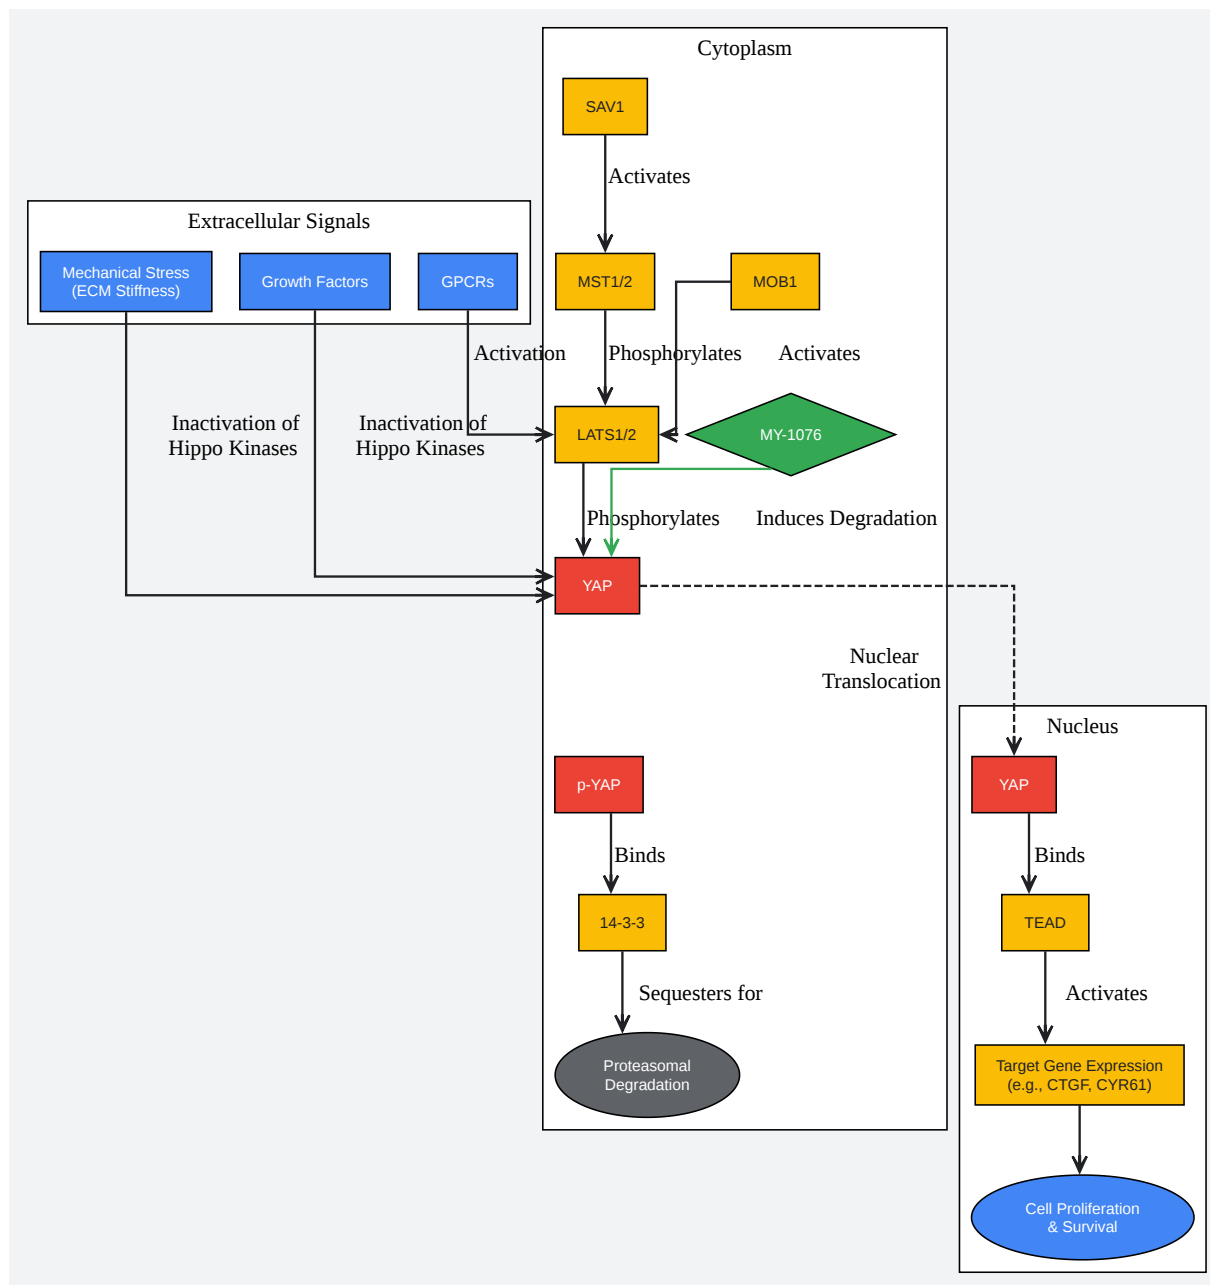 Cytoplasm
SAV1
Activates
Extracellular Signals
Mechanical Stress
(ECM Stiffness)
Growth Factors
GPCRs
MST1/2
MOB1
Activation
Phosphorylates
Activates
Inactivation of
Hippo Kinases
Inactivation of
Hippo Kinases
LATS1/2
MY-1076
Phosphorylates
Induces Degradation
YAP
Nuclear
Translocation
Nucleus
p-YAP
YAP
Binds
Binds
14-3-3
TEAD
Sequesters for
Activates
Proteasomal
Degradation
Target Gene Expression
(e.g., CTGF, CYR61)
Cell Proliferation
& Survival